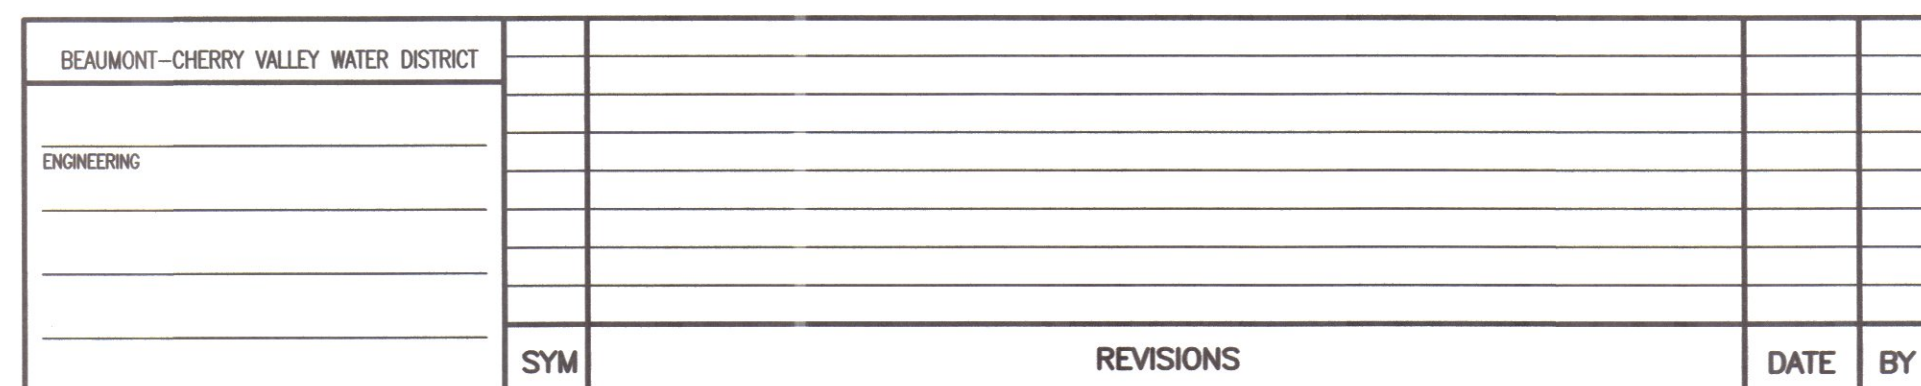 BEAUMONT-CHERRY VALLEY WATER DISTRICT
ENGINEERING
SYM REVISIONS DATE BY